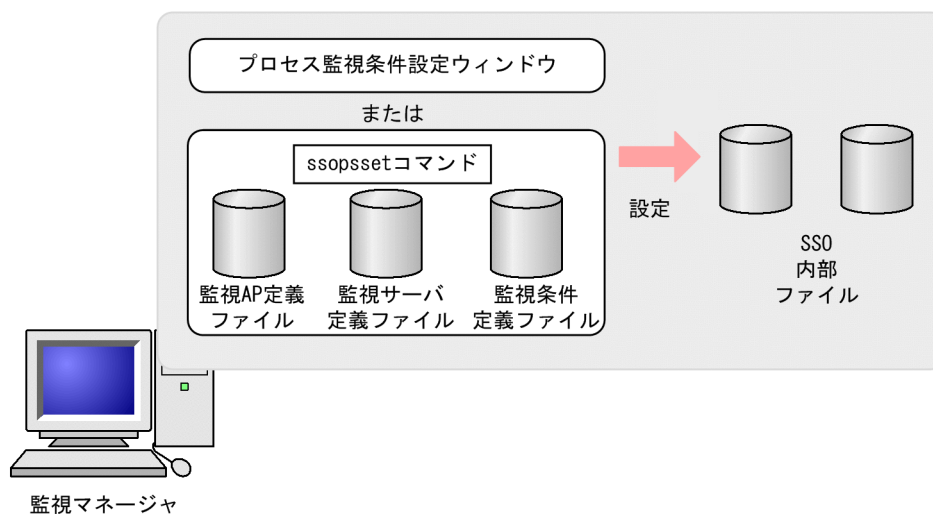 プロセス監視条件設定ウィンドウ
または
ssopssetコマンド
監視AP定義
ファイル
監視サーバ
定義ファイル
監視条件
定義ファイル
設定
SSO
内部
ファイル
監視マネージャ